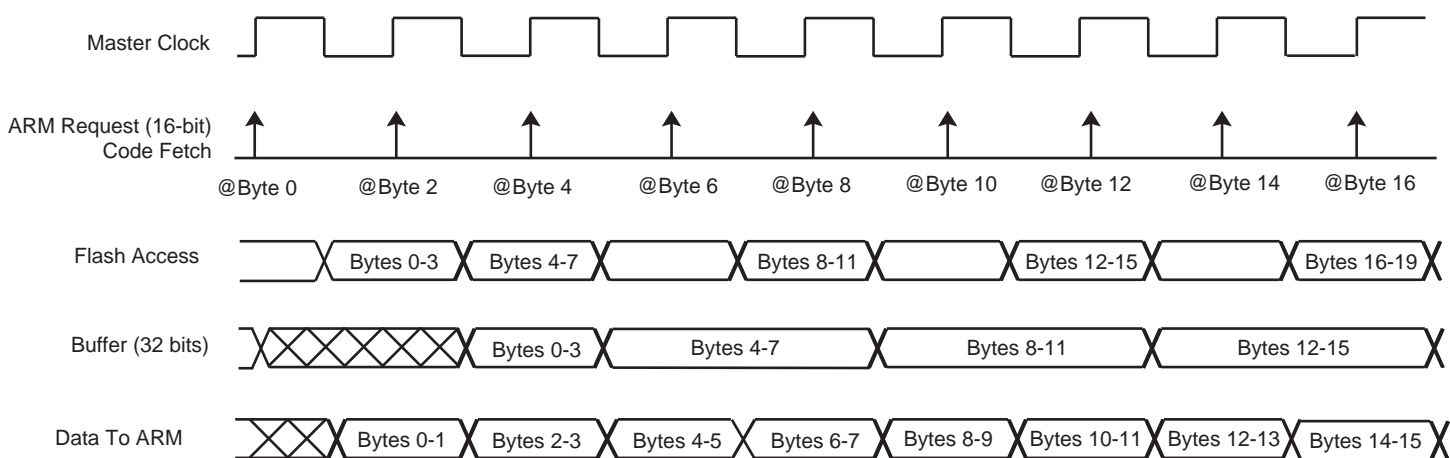 Master Clock
ARM Request (16-bit)
Code Fetch
@Byte 0 @Byte 2 @Byte 4 @Byte 6 @Byte 8 @Byte 10 @Byte 12 @Byte 14 @Byte 16
Flash Access Bytes 0-3 Bytes 4-7 Bytes 8-11 Bytes 12-15 Bytes 16-19
Buffer (32 bits) Bytes 0-3 Bytes 4-7 Bytes 8-11 Bytes 12-15
Data To ARM Bytes 0-1 Bytes 2-3 Bytes 4-5 Bytes 6-7 Bytes 8-9 Bytes 10-11 Bytes 12-13 Bytes 14-15